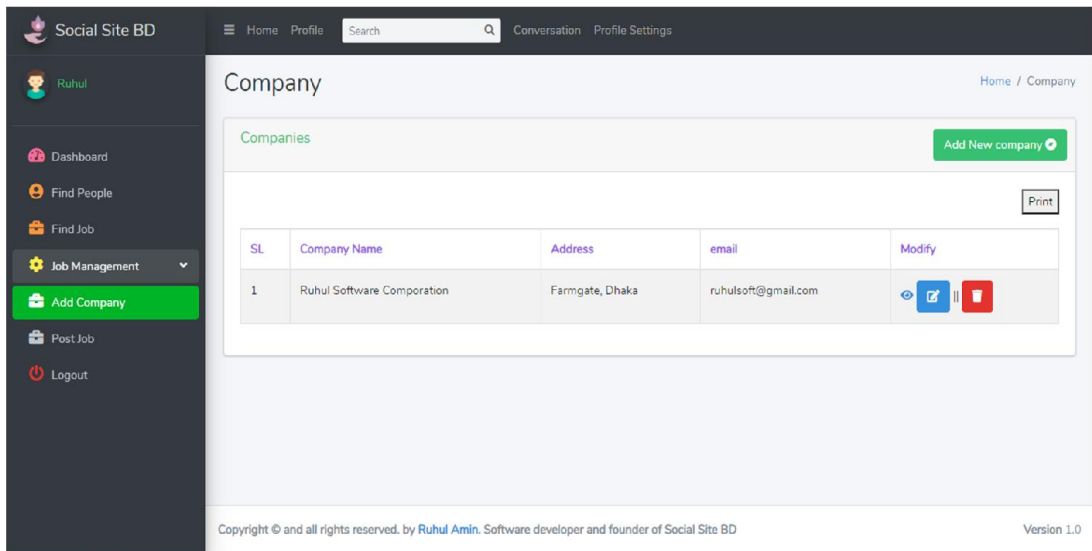 Social Site BD
Home Profile Search Conversation Profile Settings
Ruhul
Company
Home / Company
Companies
Add New company
Print
SL Company Name Address email Modify
1 Ruhul Software Comporation Farmgate, Dhaka ruhulsoft@gmail.com ||
Dashboard
Find People
Find Job
Job Management
Add Company
Post Job
Logout
Copyright © and all rights reserved. by Ruhul Amin. Software developer and founder of Social Site BD
Version 1.0